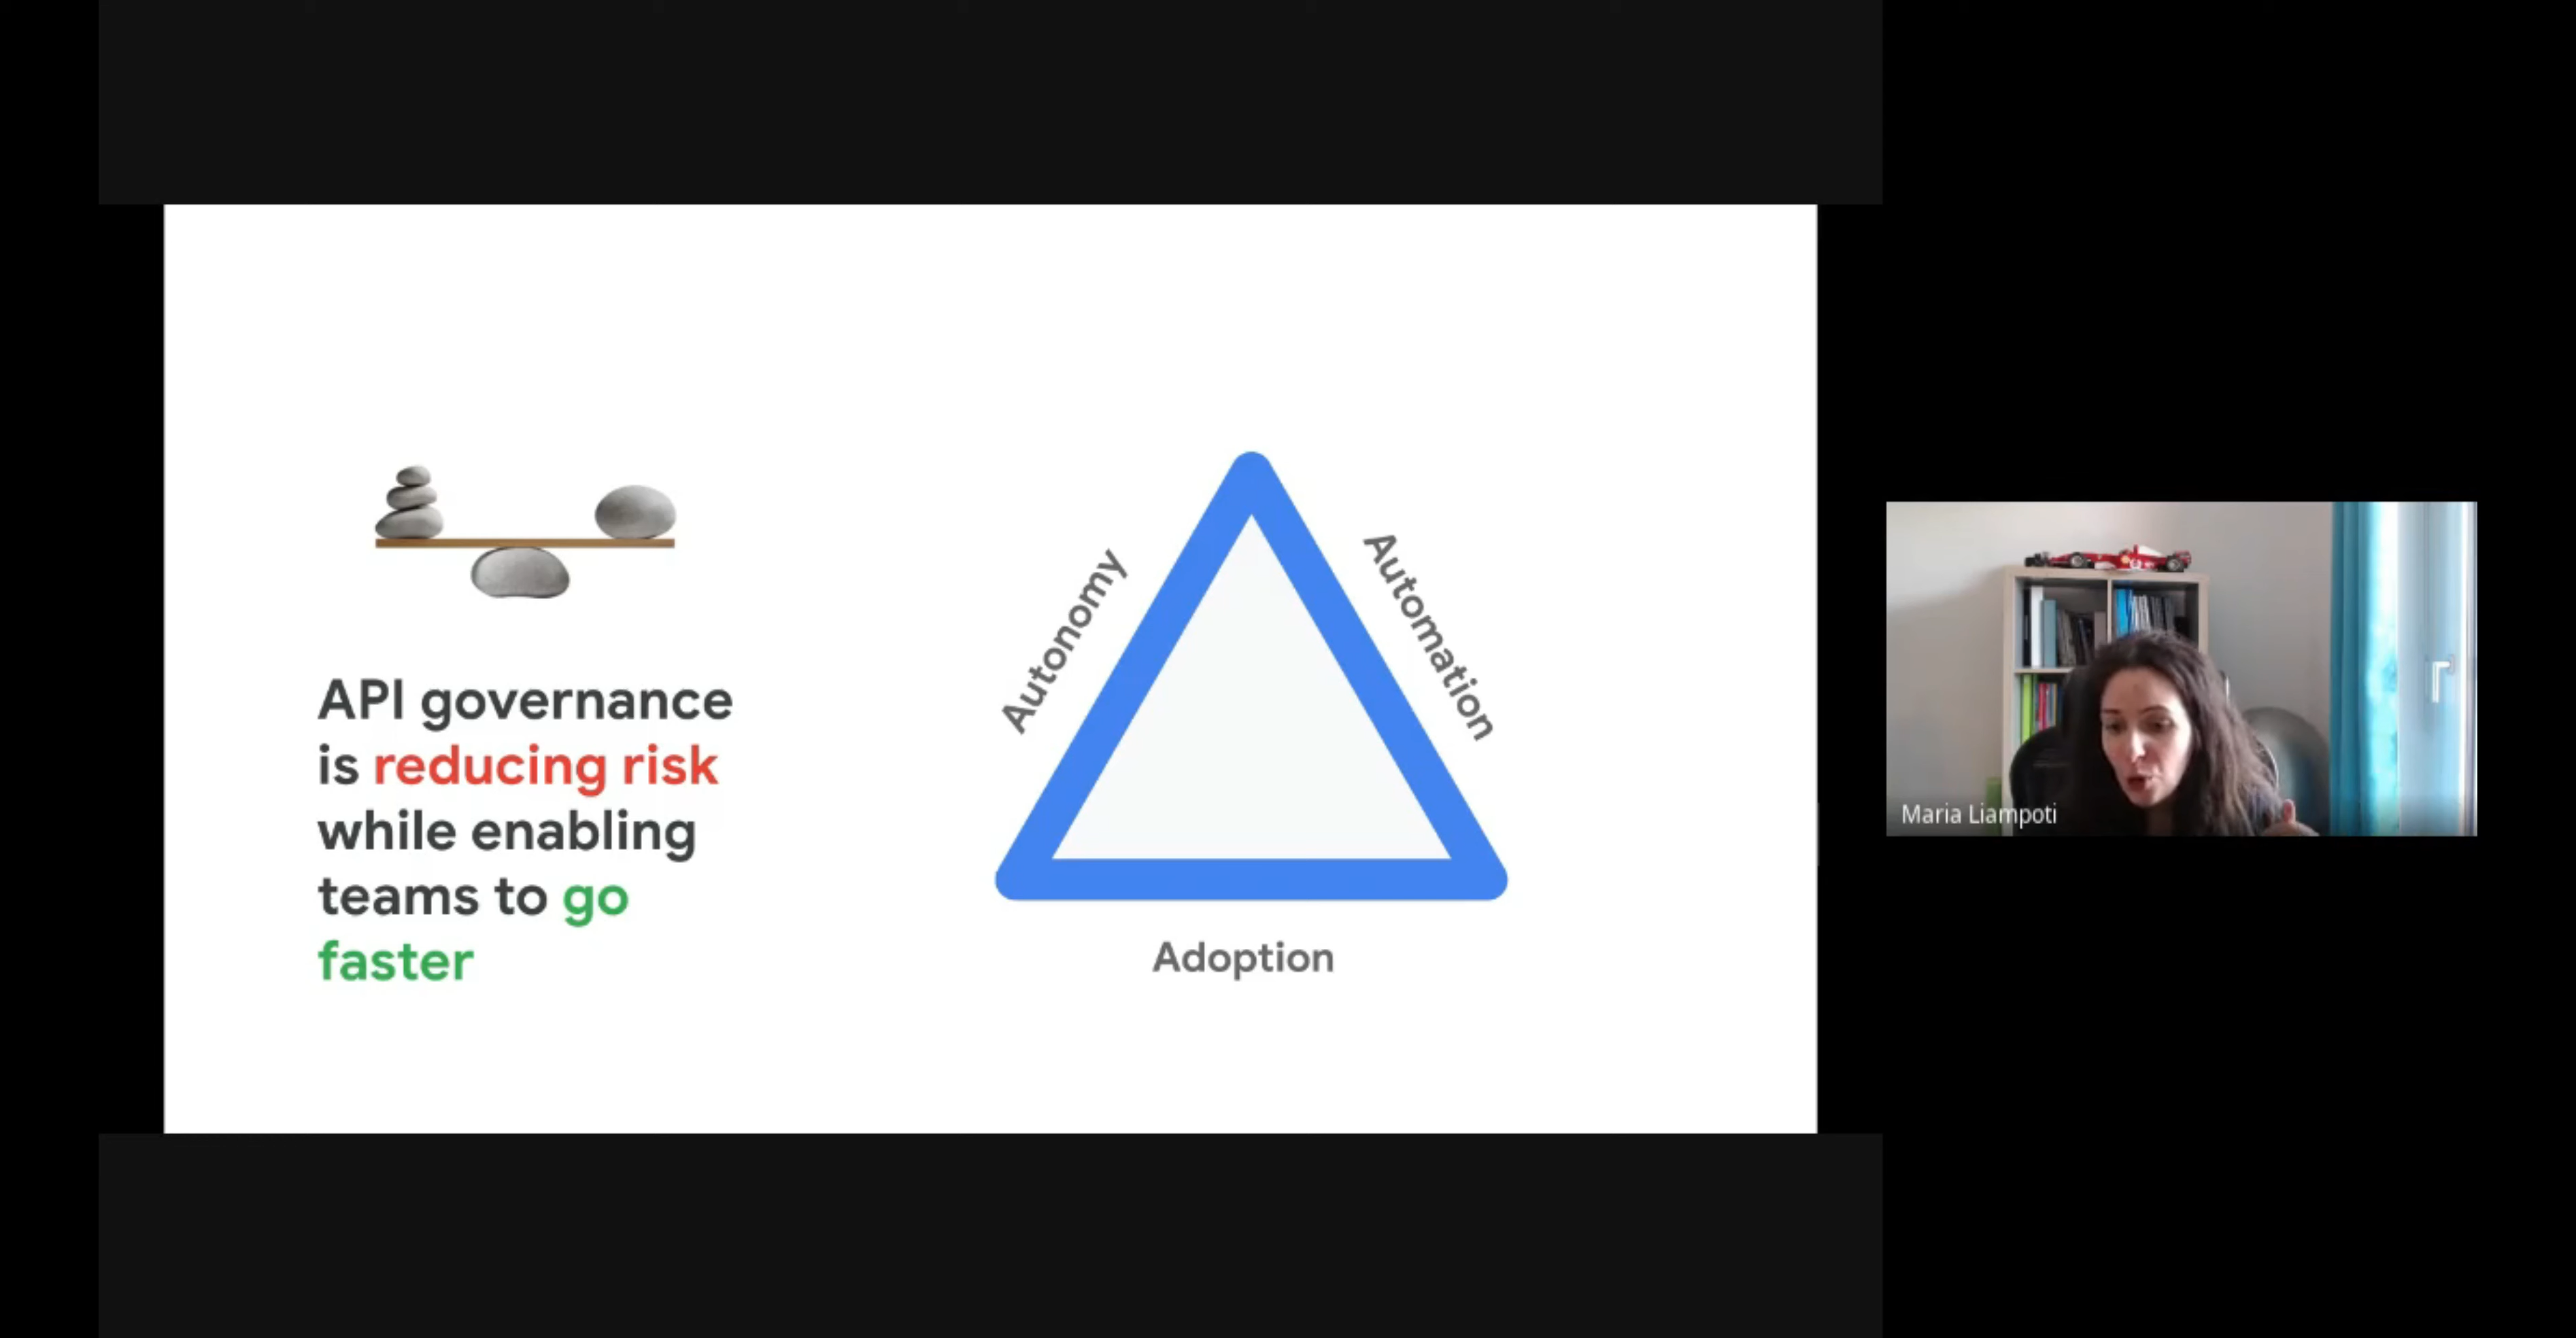 API governance
is reducing risk
while enabling
teams to go
faster
Autonomy
Automation
Adoption
Maria Liampoti